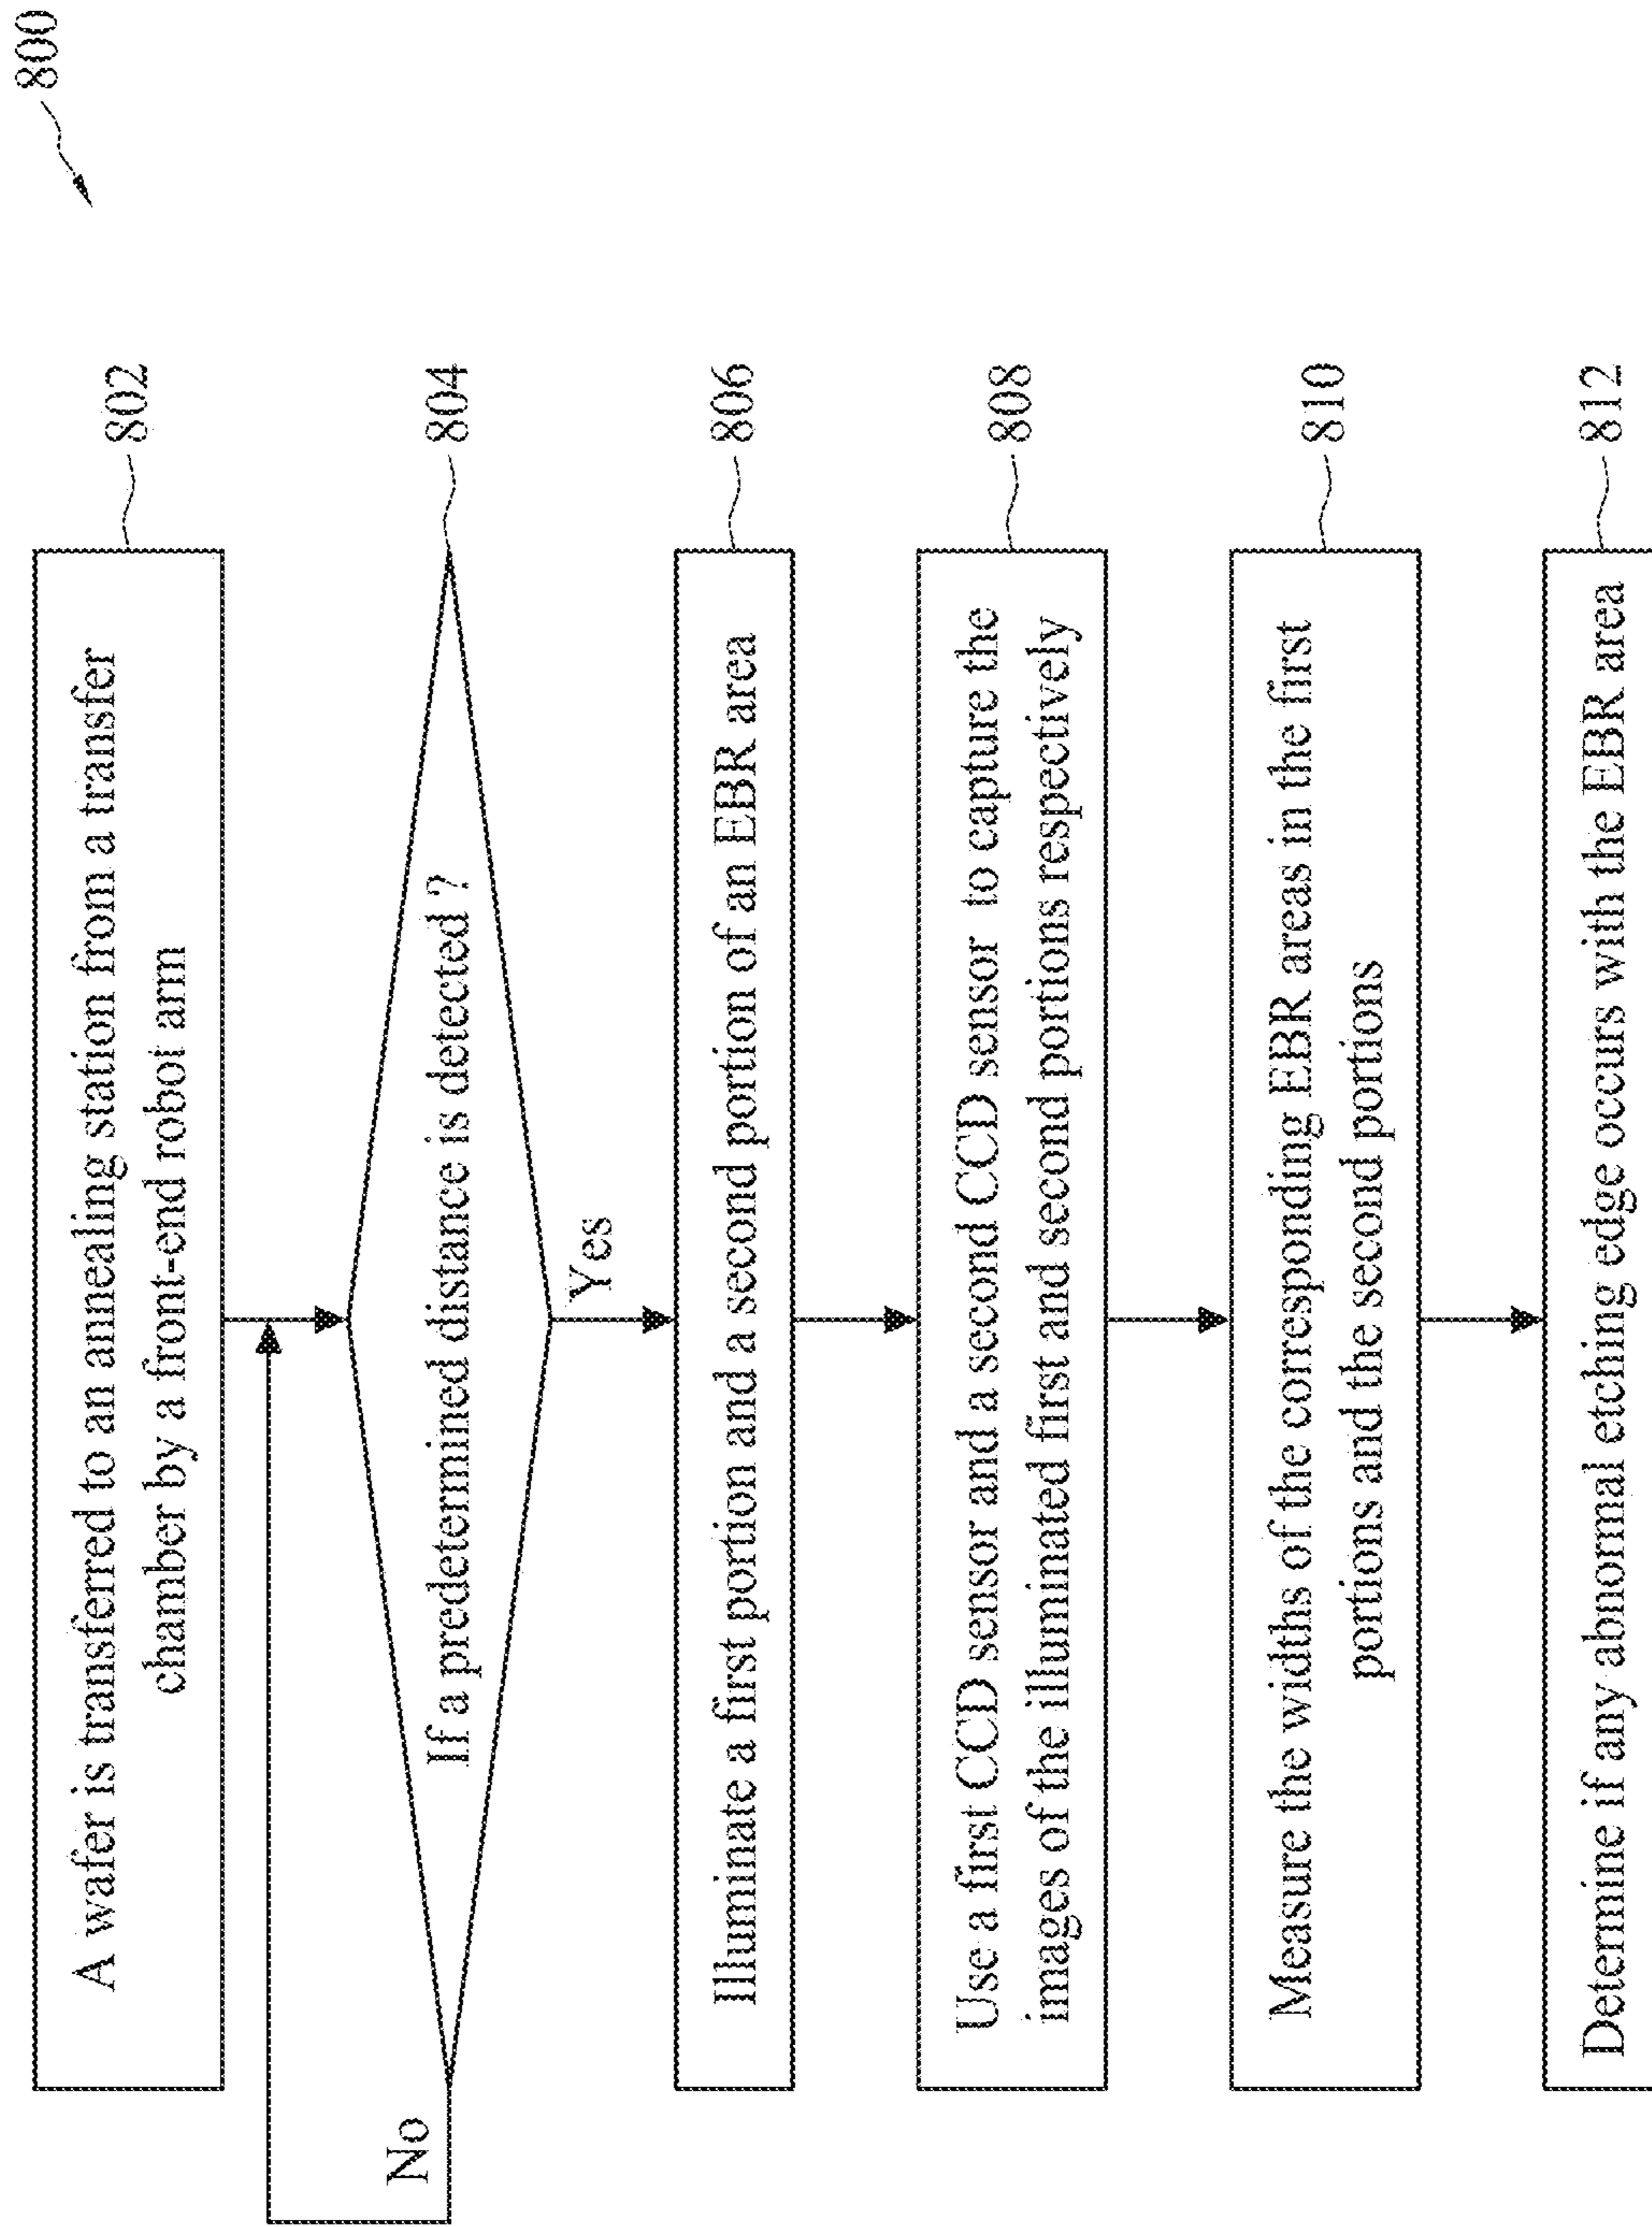 800
A wafer is transferred to an annealing station from a transfer
chamber by a front-end robot arm
802
If a predetermined distance is detected ?
804
No
Yes
Illuminate a first portion and a second portion of an EBR area
806
Use a first CCD sensor and a second CCD sensor to capture the
images of the illuminated first and second portions respectively
808
Measure the widths of the corresponding EBR areas in the first
portions and the second portions
810
Determine if any abnormal etching edge occurs with the EBR area
812